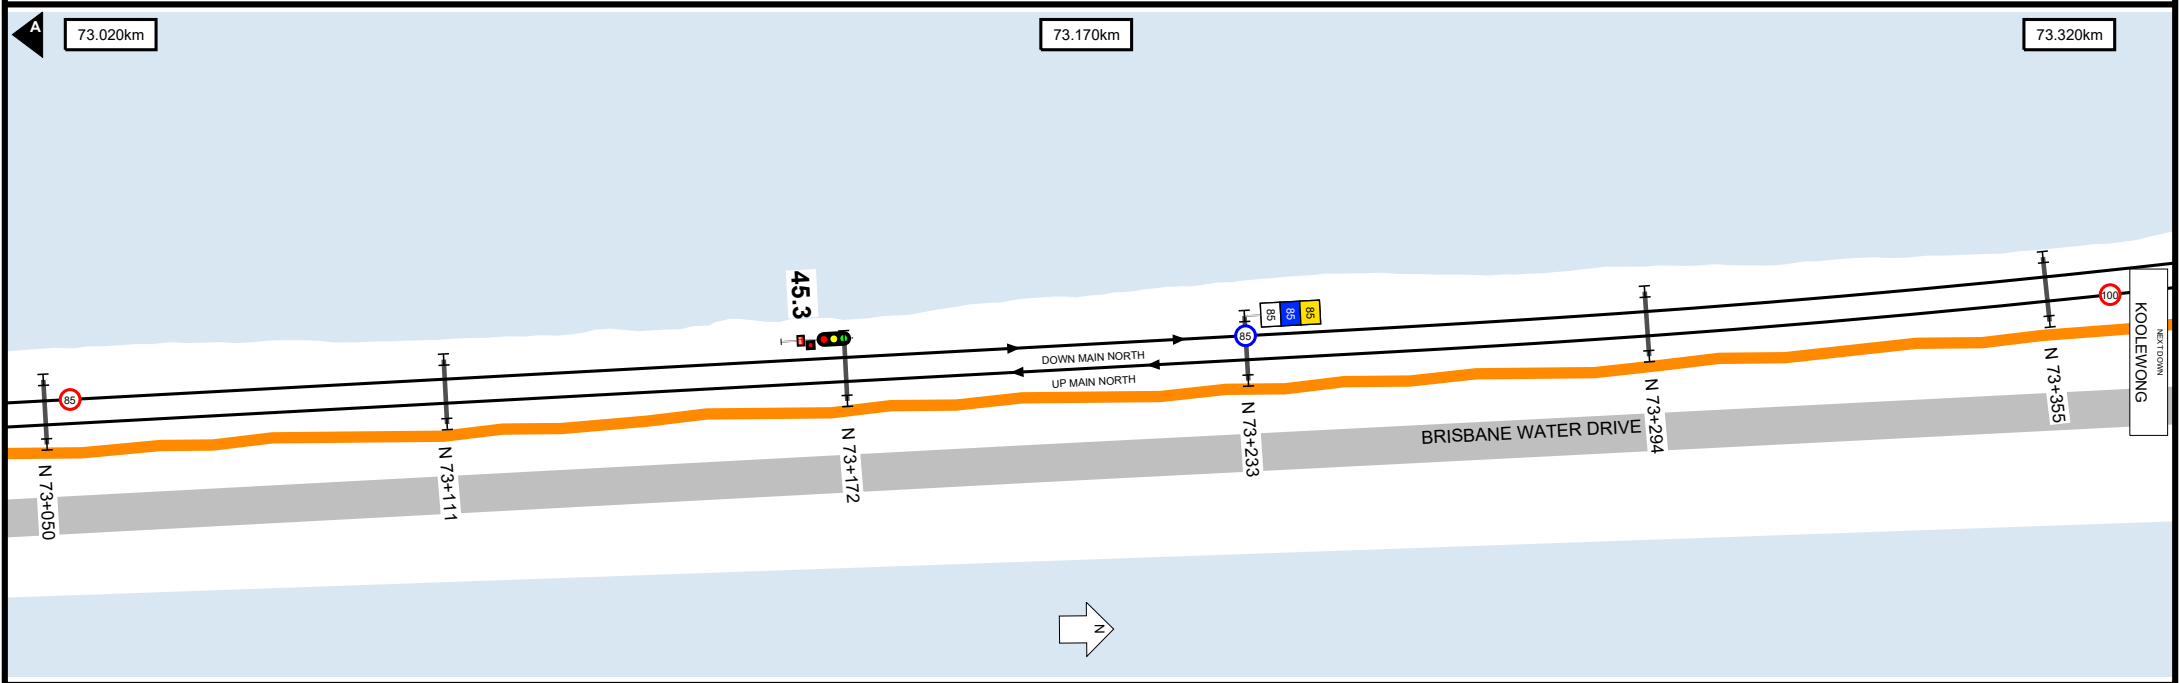 A
73.020km
73.170km
73.320km
45.3
85
85
85
85
85
100
DOWN MAIN NORTH
UP MAIN NORTH
BRISBANE WATER DRIVE
KOOLEWONG
NEXT DOWN
N 73+050
N 73+111
N 73+172
N 73+233
N 73+294
N 73+355
N